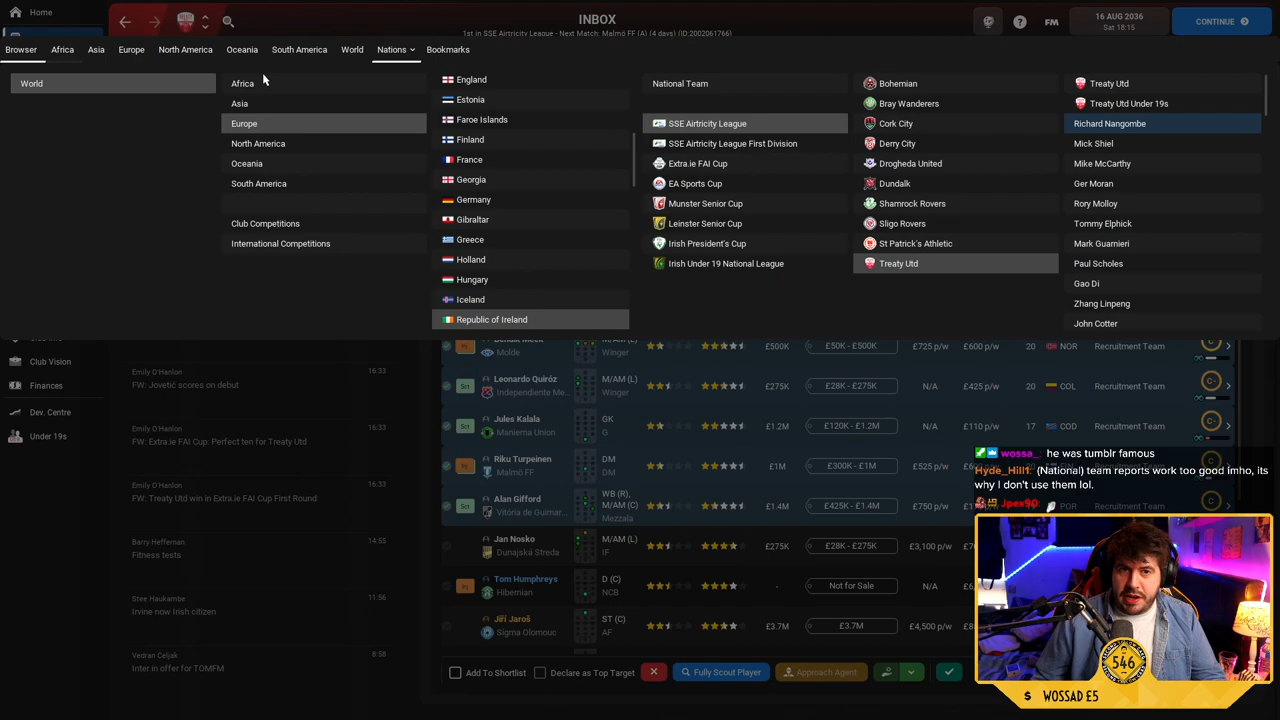 Home
INBOX
1st in SSE Airtricity League - Next Match: Malmö FF (A) (4 days) (ID:2002061766)
FM
16 AUG 2036
Sat 18:15
CONTINUE
Browser
Africa
Asia
Europe
North America
Oceania
South America
World
Nations
Bookmarks
World
Africa
Asia
Europe
North America
Oceania
South America
Club Competitions
International Competitions
England
Estonia
Faroe Islands
Finland
France
Georgia
Germany
Gibraltar
Greece
Holland
Hungary
Iceland
Republic of Ireland
National Team
SSE Airtricity League
SSE Airtricity League First Division
Extra.ie FAI Cup
EA Sports Cup
Munster Senior Cup
Leinster Senior Cup
Irish President's Cup
Irish Under 19 National League
Bohemian
Bray Wanderers
Cork City
Derry City
Drogheda United
Dundalk
Shamrock Rovers
Sligo Rovers
St Patrick's Athletic
Treaty Utd
Treaty Utd
Treaty Utd Under 19s
Richard Nangombe
Mick Shiel
Mike McCarthy
Ger Moran
Rory Molloy
Tommy Elphick
Mark Guarnieri
Paul Scholes
Gao Di
Zhang Linpeng
John Cotter
Club Vision
Finances
Dev. Centre
Under 19s
Emily O'Hanlon 16:33
FW: Jovetić scores on debut
Emily O'Hanlon 16:33
FW: Extra.ie FAI Cup: Perfect ten for Treaty Utd
Emily O'Hanlon 16:33
FW: Treaty Utd win in Extra.ie FAI Cup First Round
Barry Heffernan 14:55
Fitness tests
Stee Haukambe 11:56
Irvine now Irish citizen
Vedran Celjak 8:58
Inter in offer for TOMFM
Molde
Winger
£500K
£50K - £500K
£725 p/w
£600 p/w
20
NOR
Recruitment Team
Sct
Leonardo Quiróz
Independiente Me...
M/AM (L)
Winger
£275K
£28K - £275K
N/A
£425 p/w
20
COL
Recruitment Team
C-
Sct
Jules Kalala
Maniema Union
GK
G
£120K - £1.2M
£1.2M
N/A
£110 p/w
17
COD
Recruitment Team
C-
Riku Turpeinen
Malmö FF
DM
DM
£1M
£300K - £1M
£525 p/w
Sct
Alan Gifford
Vitória de Guimar...
WB (R),
M/AM (C)
Mezzala
£1.4M
£425K - £1.4M
£750 p/w
POR
Recruitment Team
C
Jan Nosko
Dunajská Streda
M/AM (L)
IF
£275K
£28K - £275K
£3,100 p/w
Tom Humphreys
Hibernian
D (C)
NCB
-
Not for Sale
N/A
Jiří Jaroš
Sigma Olomouc
ST (C)
AF
£3.7M
£3.7M
£4,500 p/w
Add To Shortlist
Declare as Top Target
Fully Scout Player
Approach Agent
wossa_: he was tumblr famous
Hyde_Hill1: (National) team reports work too good imho, its
why I don't use them lol.
Jpex90:
546
$ WOSSAD £5